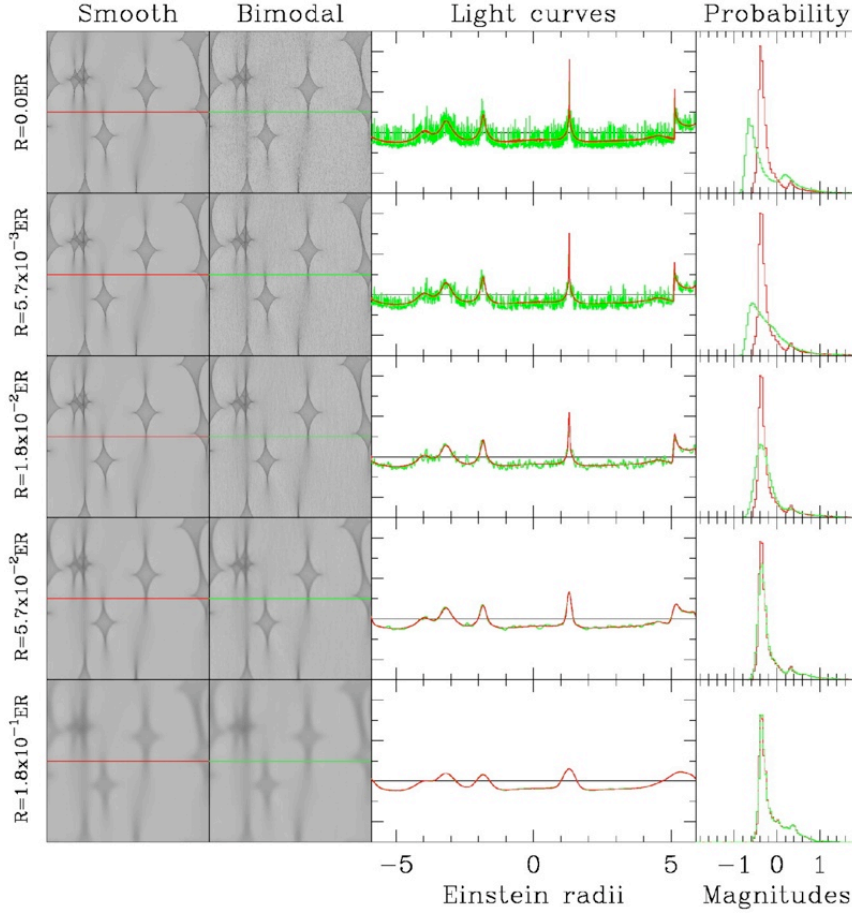 Smooth Bimodal Light curves Probability
R=0.0ER
R=5.7x10⁻³ER
R=1.8x10⁻²ER
R=5.7x10⁻²ER
R=1.8x10⁻¹ER
−5 0 5 −1 0 1
Einstein radii Magnitudes